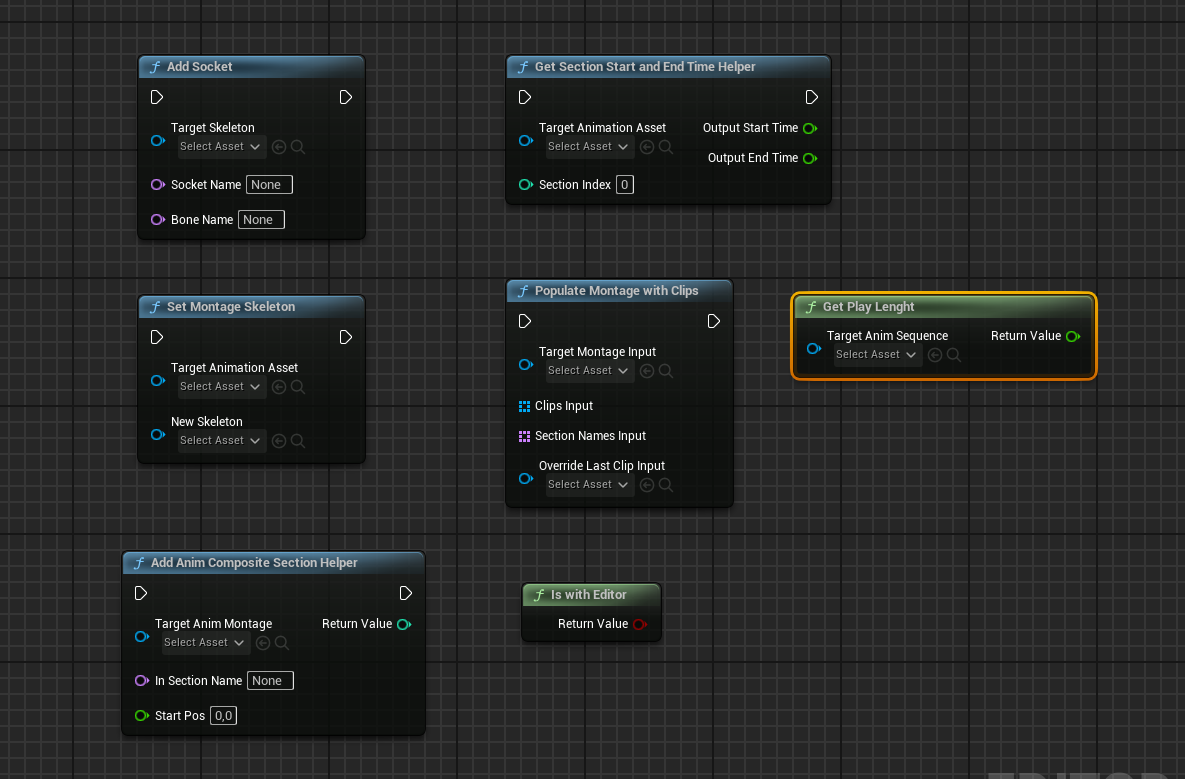 Add Socket
Target Skeleton
Select Asset
Socket Name None
Bone Name None
Get Section Start and End Time Helper
Target Animation Asset
Select Asset
Output Start Time
Output End Time
Section Index 0
Set Montage Skeleton
Target Animation Asset
Select Asset
New Skeleton
Select Asset
Populate Montage with Clips
Target Montage Input
Select Asset
Clips Input
Section Names Input
Override Last Clip Input
Select Asset
Get Play Lenght
Target Anim Sequence
Select Asset
Return Value
Add Anim Composite Section Helper
Target Anim Montage
Select Asset
Return Value
In Section Name None
Start Pos 0,0
Is with Editor
Return Value